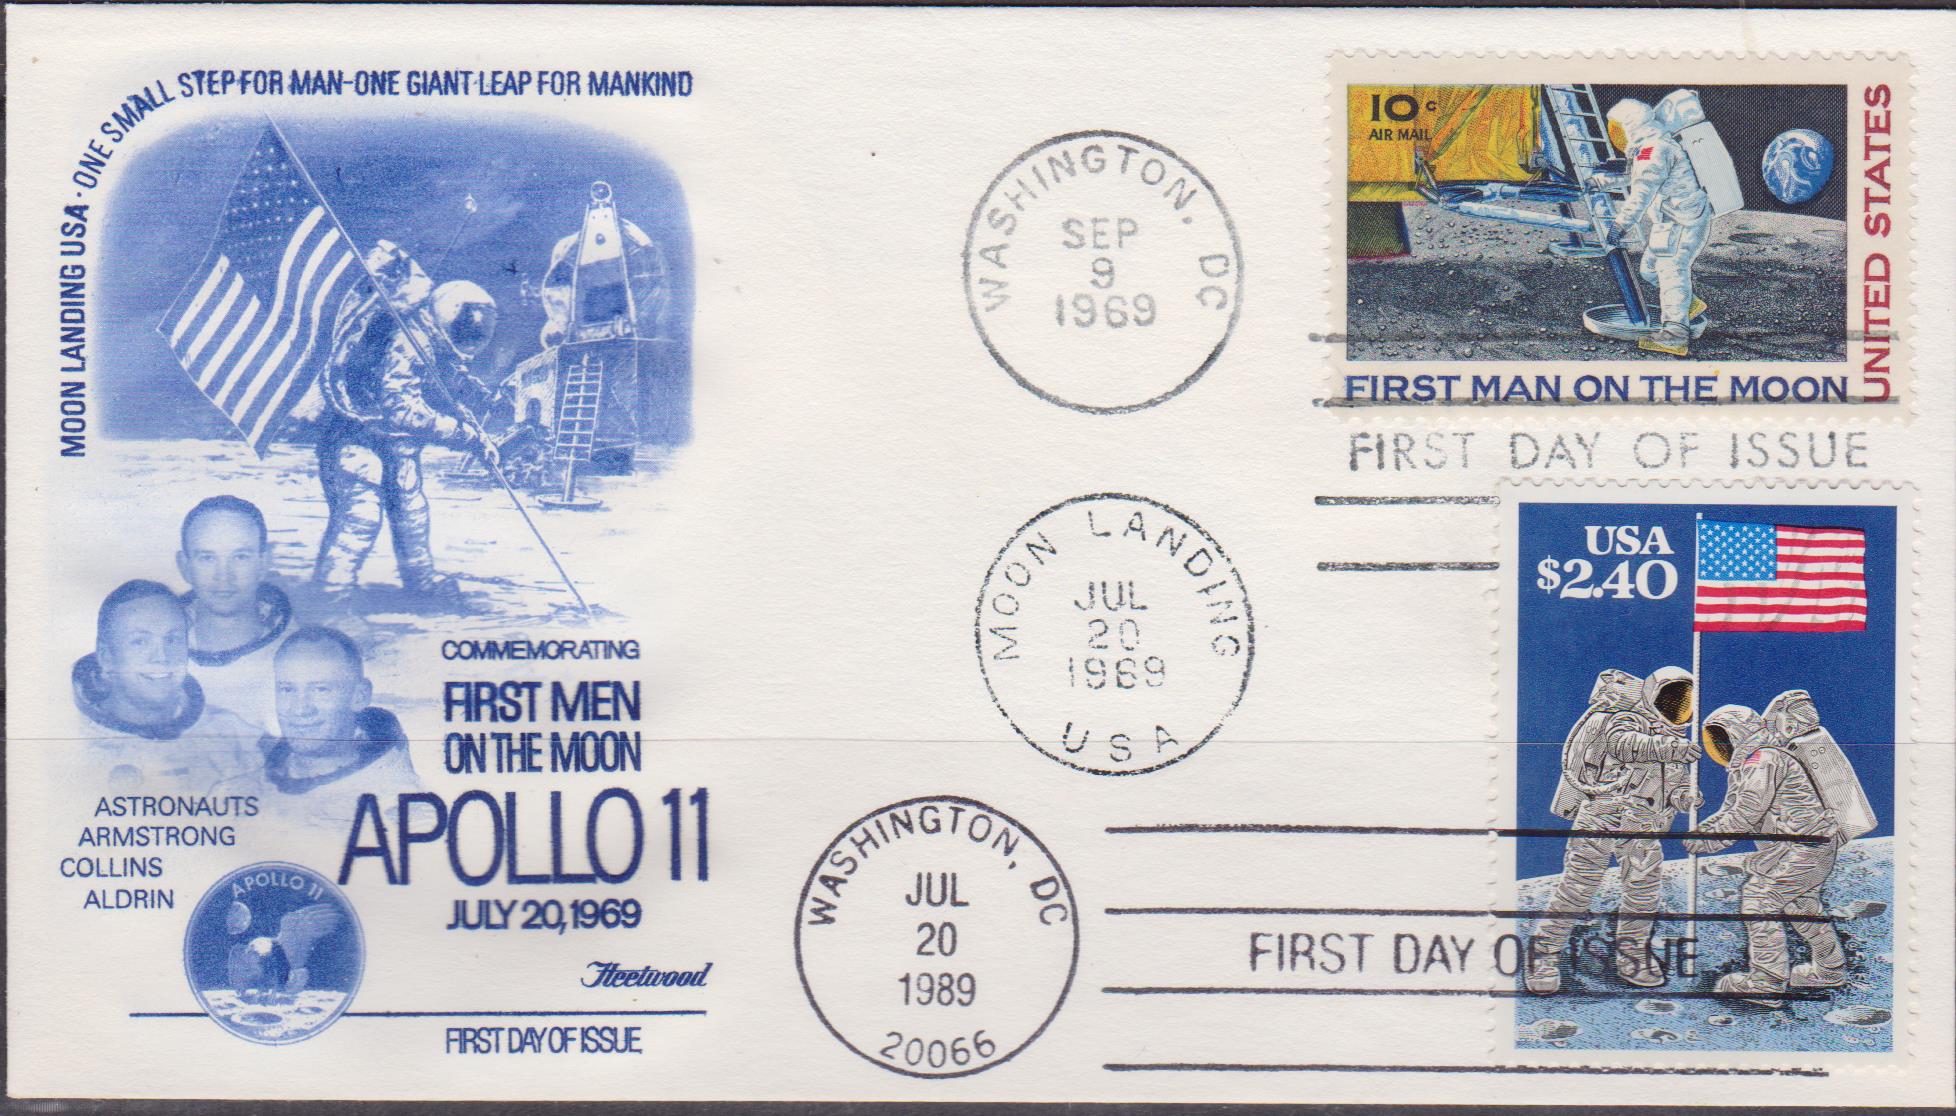 MOON LANDING USA · ONE SMALL STEP FOR MAN-ONE GIANT LEAP FOR MANKIND
COMMEMORATING
FIRST MEN
ON THE MOON
APOLLO 11
JULY 20, 1969
ASTRONAUTS
ARMSTRONG
COLLINS
ALDRIN
APOLLO 11
Fleetwood
FIRST DAY OF ISSUE
WASHINGTON, DC
SEP
9
1969
MOON LANDING
JUL
20
1969
USA
WASHINGTON, DC
JUL
20
1989
20066
10c
AIR MAIL
UNITED STATES
FIRST MAN ON THE MOON
FIRST DAY OF ISSUE
USA
$2.40
FIRST DAY OF ISSUE